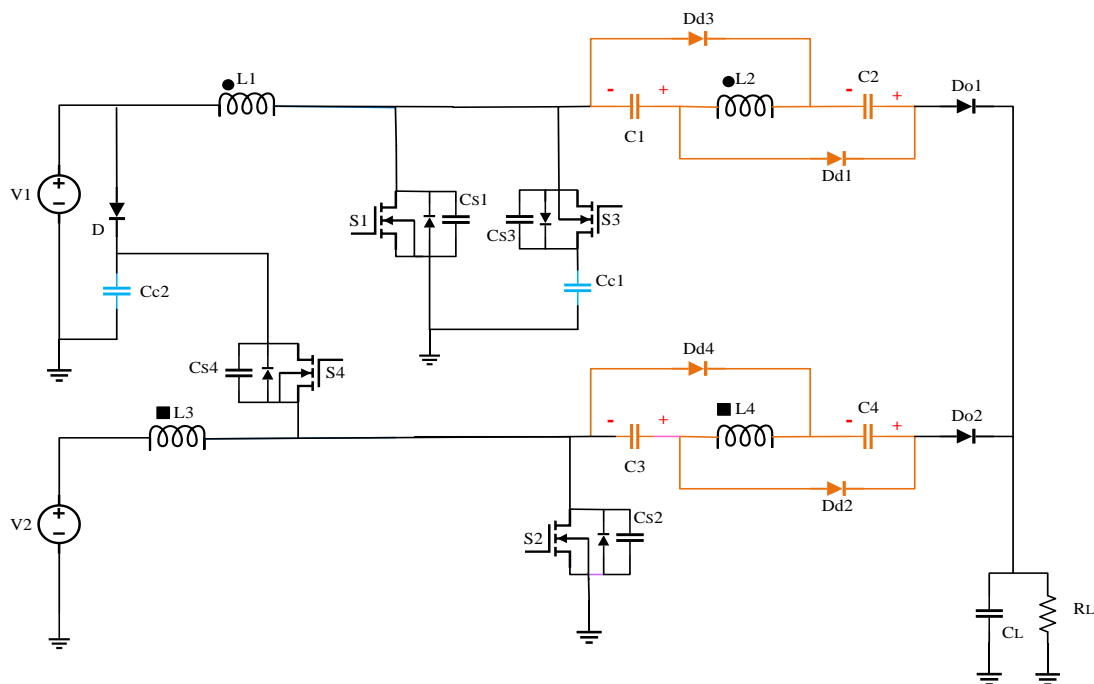 Dd3
L1
L2
C2
Do1
- +
- +
C1
Dd1
V1
+
−
D
S1
Cs1
Cs3
S3
Cc2
Cc1
Cs4
S4
Dd4
L3
L4
C4
Do2
- +
- +
C3
Dd2
V2
+
−
S2
Cs2
CL
RL